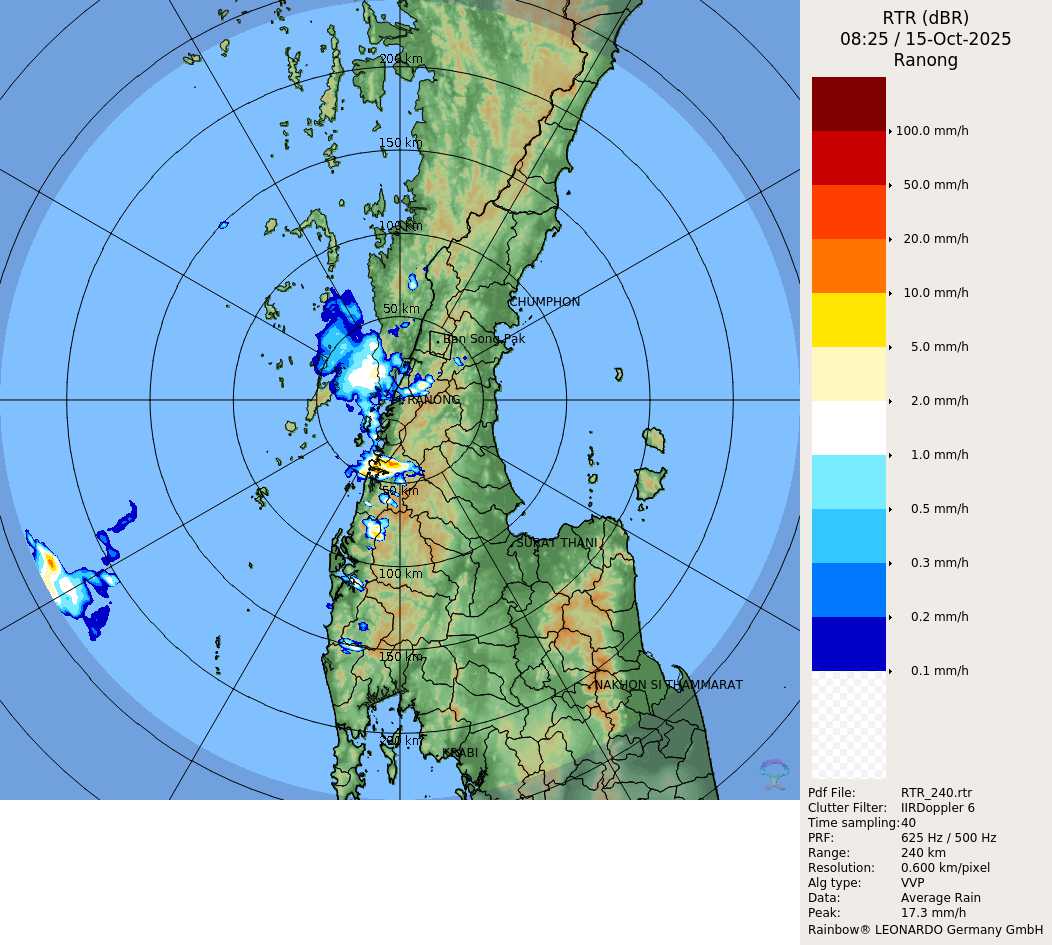 RTR (dBR)
08:25 / 15-Oct-2025
Ranong
100.0 mm/h
50.0 mm/h
20.0 mm/h
10.0 mm/h
5.0 mm/h
2.0 mm/h
1.0 mm/h
0.5 mm/h
0.3 mm/h
0.2 mm/h
0.1 mm/h
Pdf File: RTR_240.rtr
Clutter Filter: IIRDoppler 6
Time sampling:40
PRF: 625 Hz / 500 Hz
Range: 240 km
Resolution: 0.600 km/pixel
Alg type: VVP
Data: Average Rain
Peak: 17.3 mm/h
Rainbow® LEONARDO Germany GmbH
200 km
150 km
100 km
50 km
CHUMPHON
Ban Song Pak
RANONG
50 km
SURAT THANI
100 km
150 km
NAKHON SI THAMMARAT
200 km
KRABI